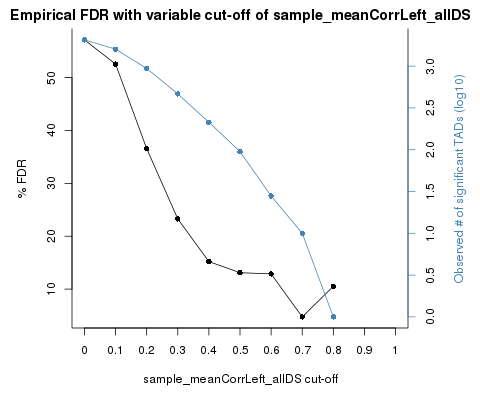 Empirical FDR with variable cut-off of sample_meanCorrLeft_allDS
% FDR
50
40
30
20
10
3.0
2.5
2.0
1.5
1.0
0.5
0.0
Observed # of significant TADs (log10)
0 0.1 0.2 0.3 0.4 0.5 0.6 0.7 0.8 0.9 1
sample_meanCorrLeft_allDS cut-off